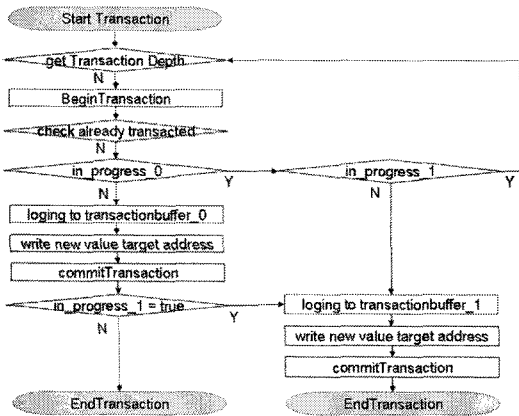 Start Transaction
get Transaction Depth
N
BeginTransaction
check already transacted
N
in_progress_0
Y
in_progress_1
Y
N
N
loging to transactionbuffer_0
write new value target address
commitTransaction
in_progress_1 = true
Y
N
loging to transactionbuffer_1
write new value target address
commitTransaction
EndTransaction
EndTransaction